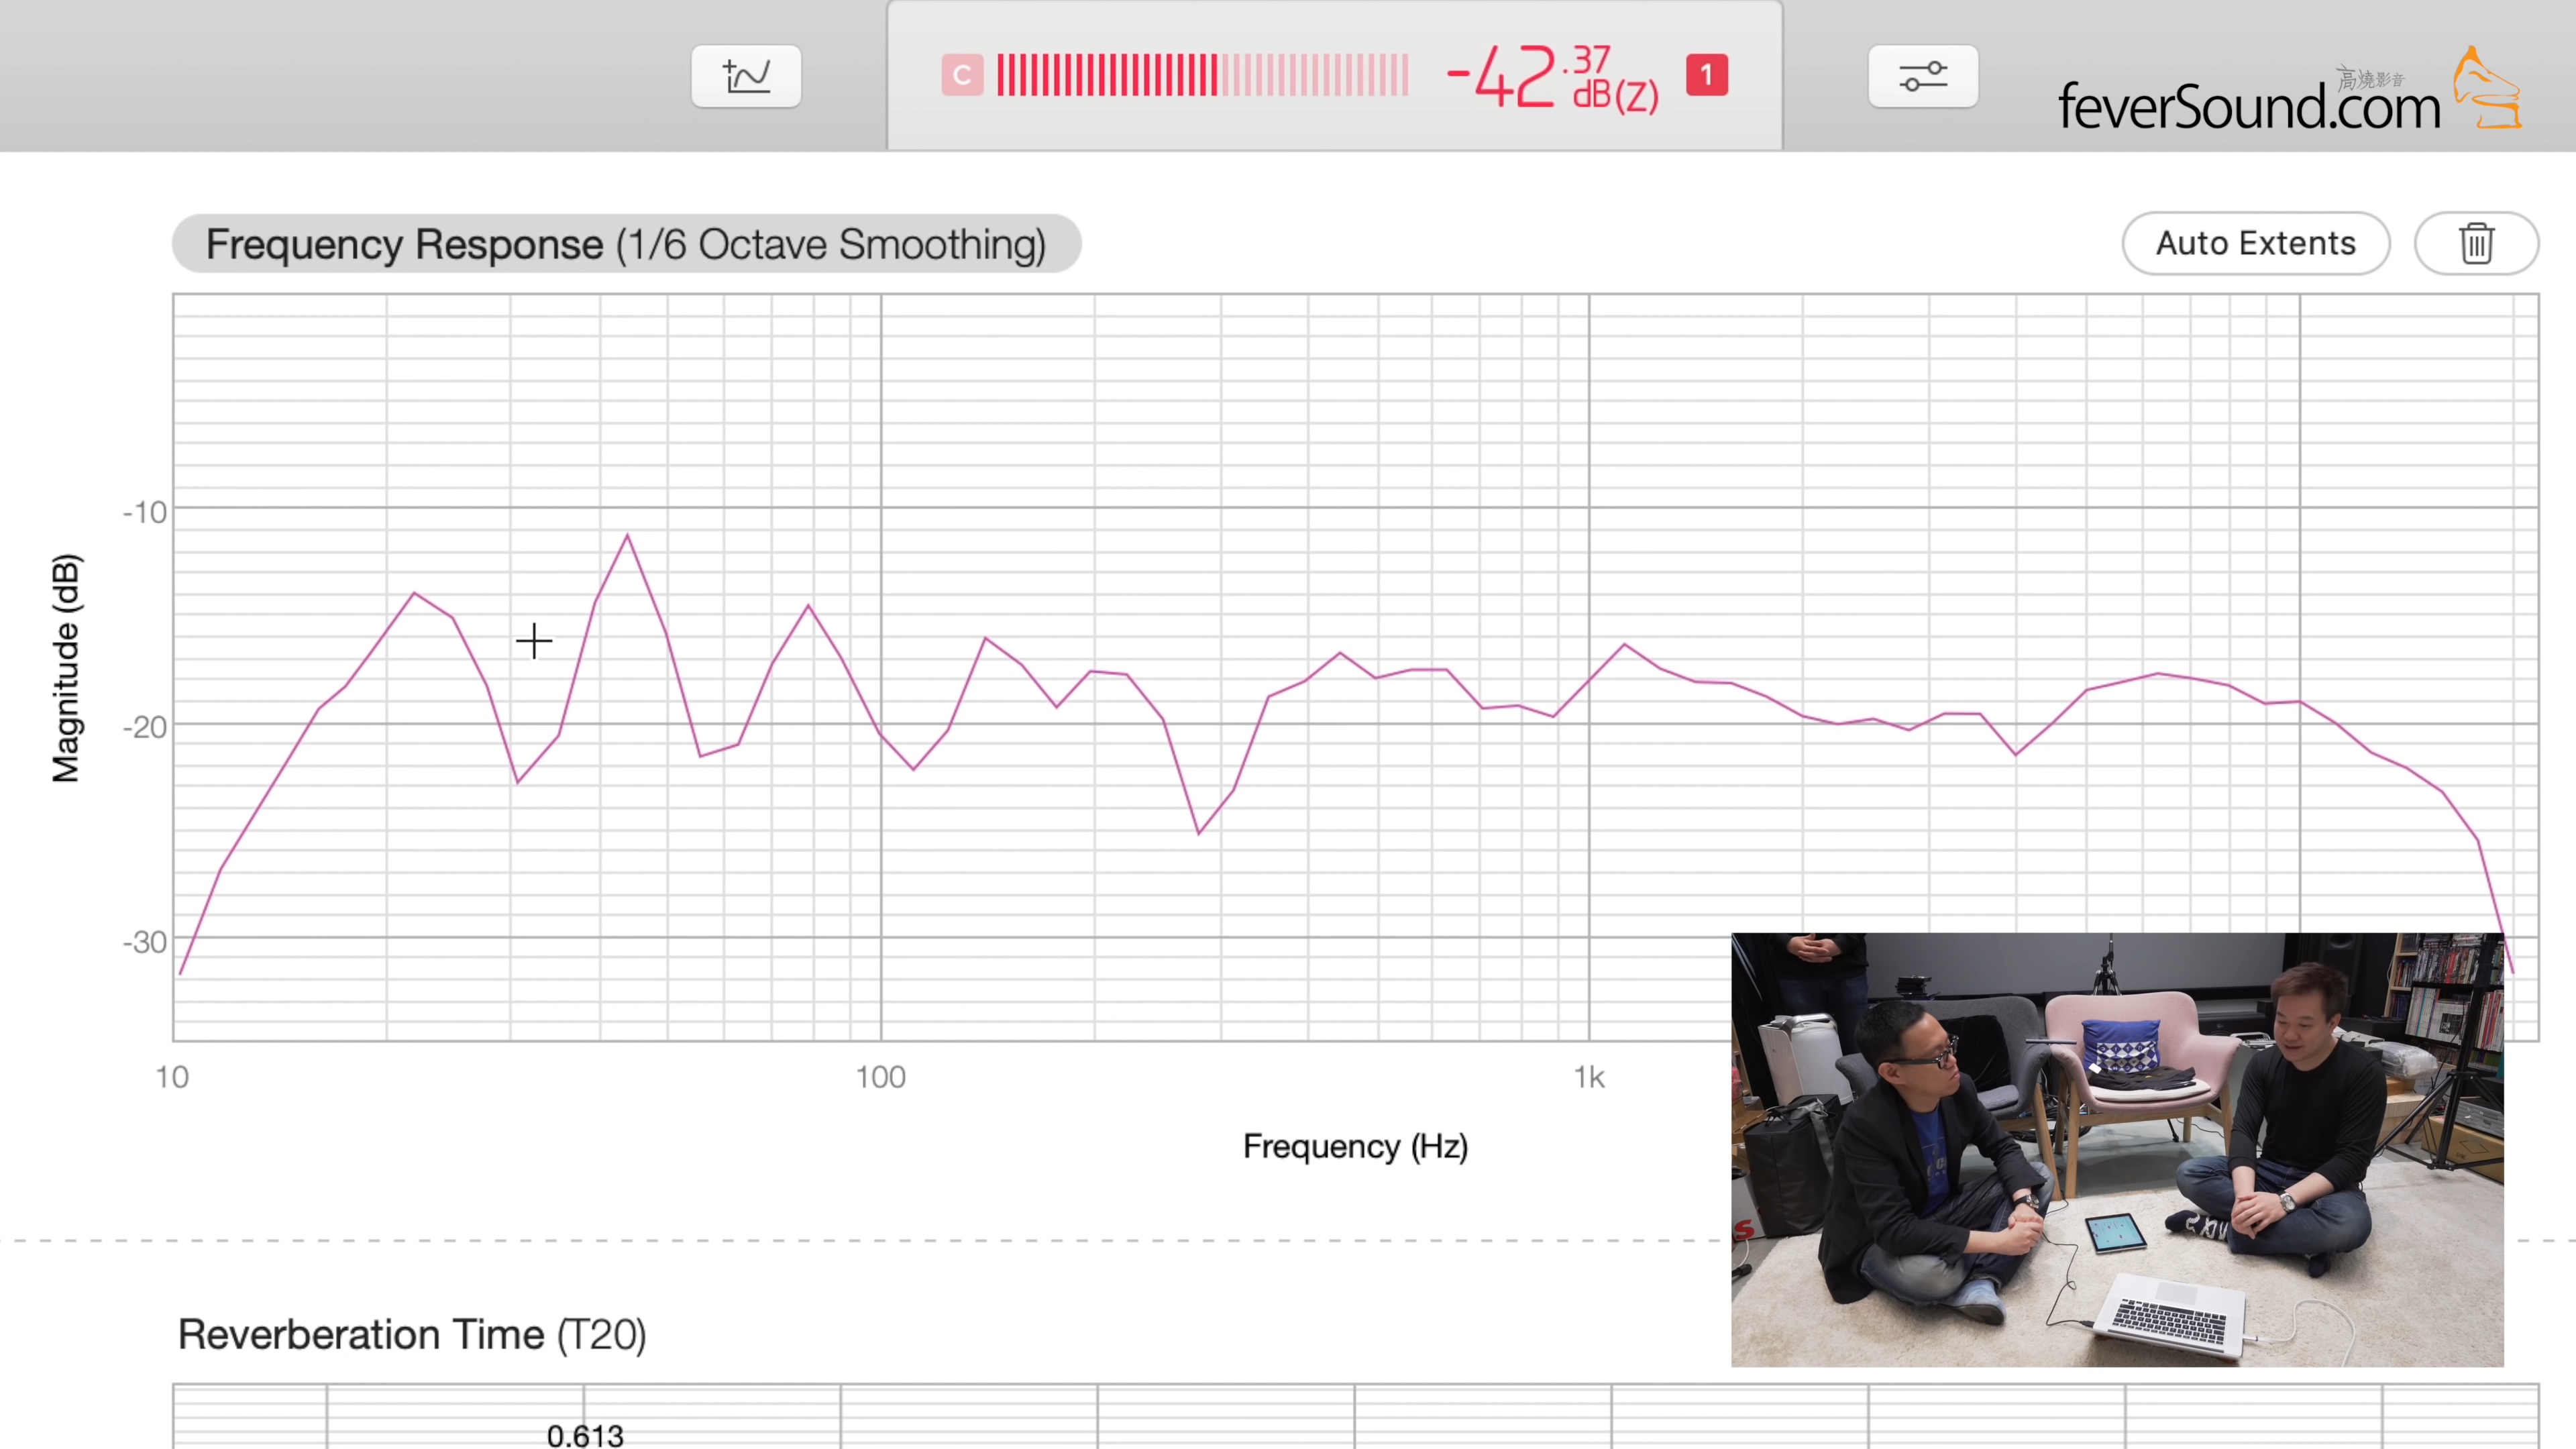 C
-42.37 dB(Z)
1
高燒影音
feverSound.com
Frequency Response (1/6 Octave Smoothing)
Auto Extents
-10
-20
-30
Magnitude (dB)
10
100
1k
Frequency (Hz)
Reverberation Time (T20)
0.613